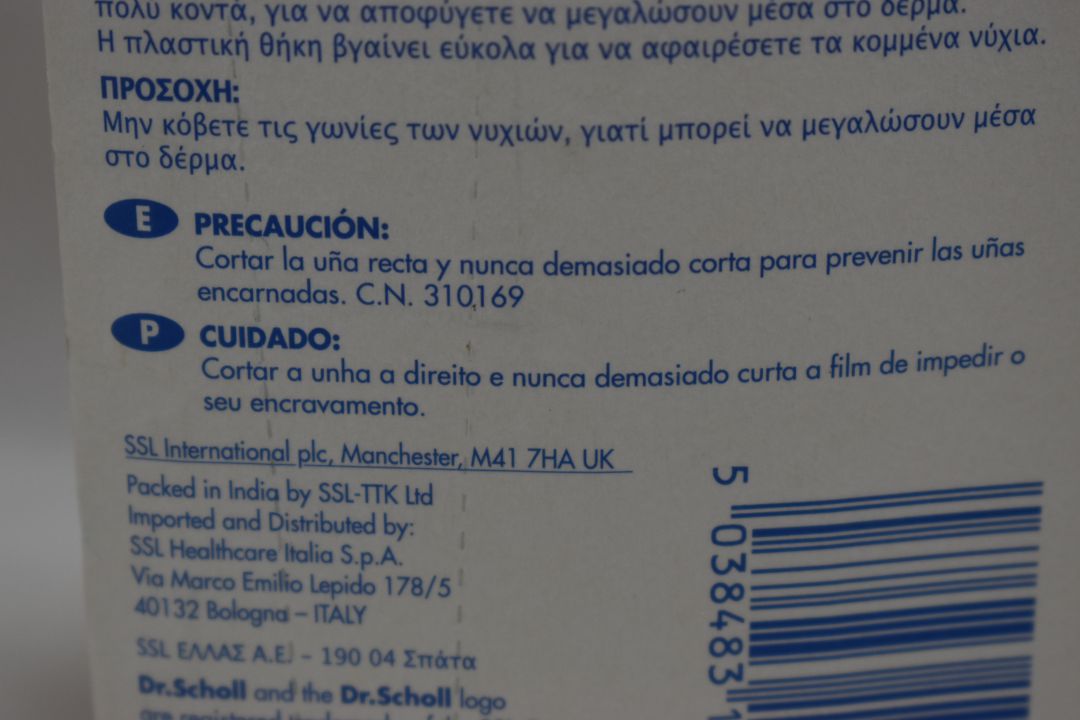 πολύ κοντά, για να αποφύγετε να μεγαλώσουν μέσα στο δέρμα.
Η πλαστική θήκη βγαίνει εύκολα για να αφαιρέσετε τα κομμένα νύχια.
ΠΡΟΣΟΧΗ:
Μην κόβετε τις γωνίες των νυχιών, γιατί μπορεί να μεγαλώσουν μέσα
στο δέρμα.
E PRECAUCIÓN:
Cortar la uña recta y nunca demasiado corta para prevenir las uñas
encarnadas. C.N. 310,169
P CUIDADO:
Cortar a unha a direito e nunca demasiado curta a film de impedir o
seu encravamento.
SSL International plc, Manchester, M41 7HA UK
Packed in India by SSL-TTK Ltd
Imported and Distributed by:
SSL Healthcare Italia S.p.A.
Via Marco Emilio Lepido 178/5
40132 Bologna – ITALY
SSL ΕΛΛΑΣ Α.Ε. – 190 04 Σπάτα
Dr.Scholl and the Dr.Scholl logo
are registered
5 038483 1